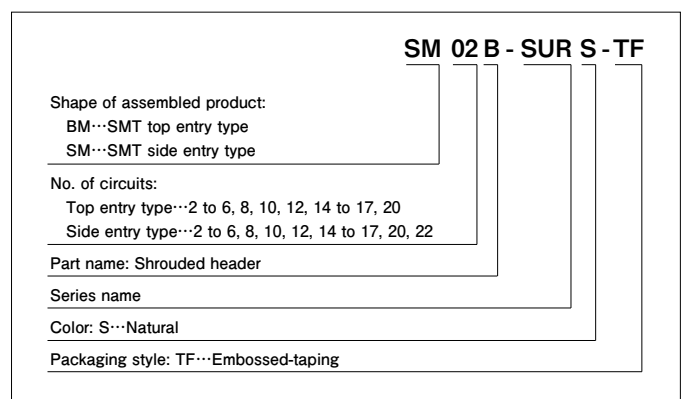 SM 02 B - SUR S - TF
Shape of assembled product:
BM⋯SMT top entry type
SM⋯SMT side entry type
No. of circuits:
Top entry type⋯2 to 6, 8, 10, 12, 14 to 17, 20
Side entry type⋯2 to 6, 8, 10, 12, 14 to 17, 20, 22
Part name: Shrouded header
Series name
Color: S⋯Natural
Packaging style: TF⋯Embossed-taping